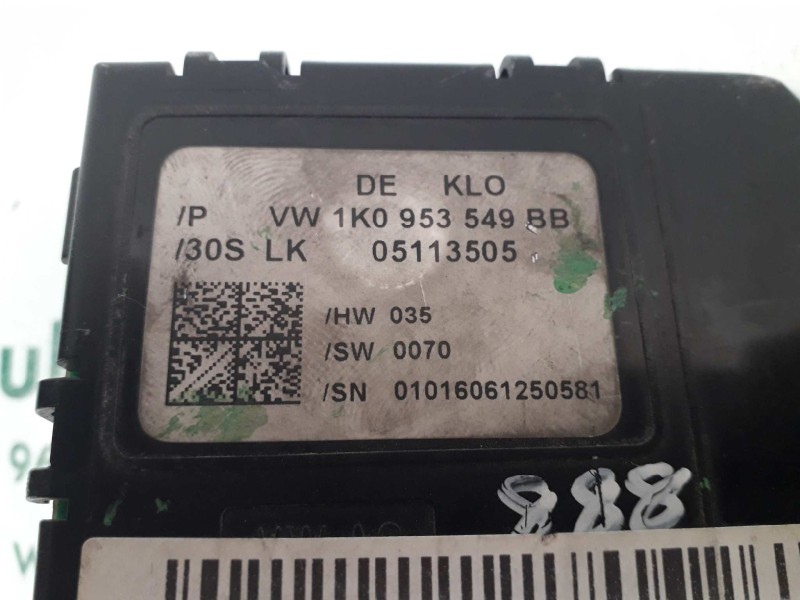 DE KLO
/P VW 1K0 953 549 BB
/30S LK 05113505
/HW 035
/SW 0070
/SN 01016061250581
888